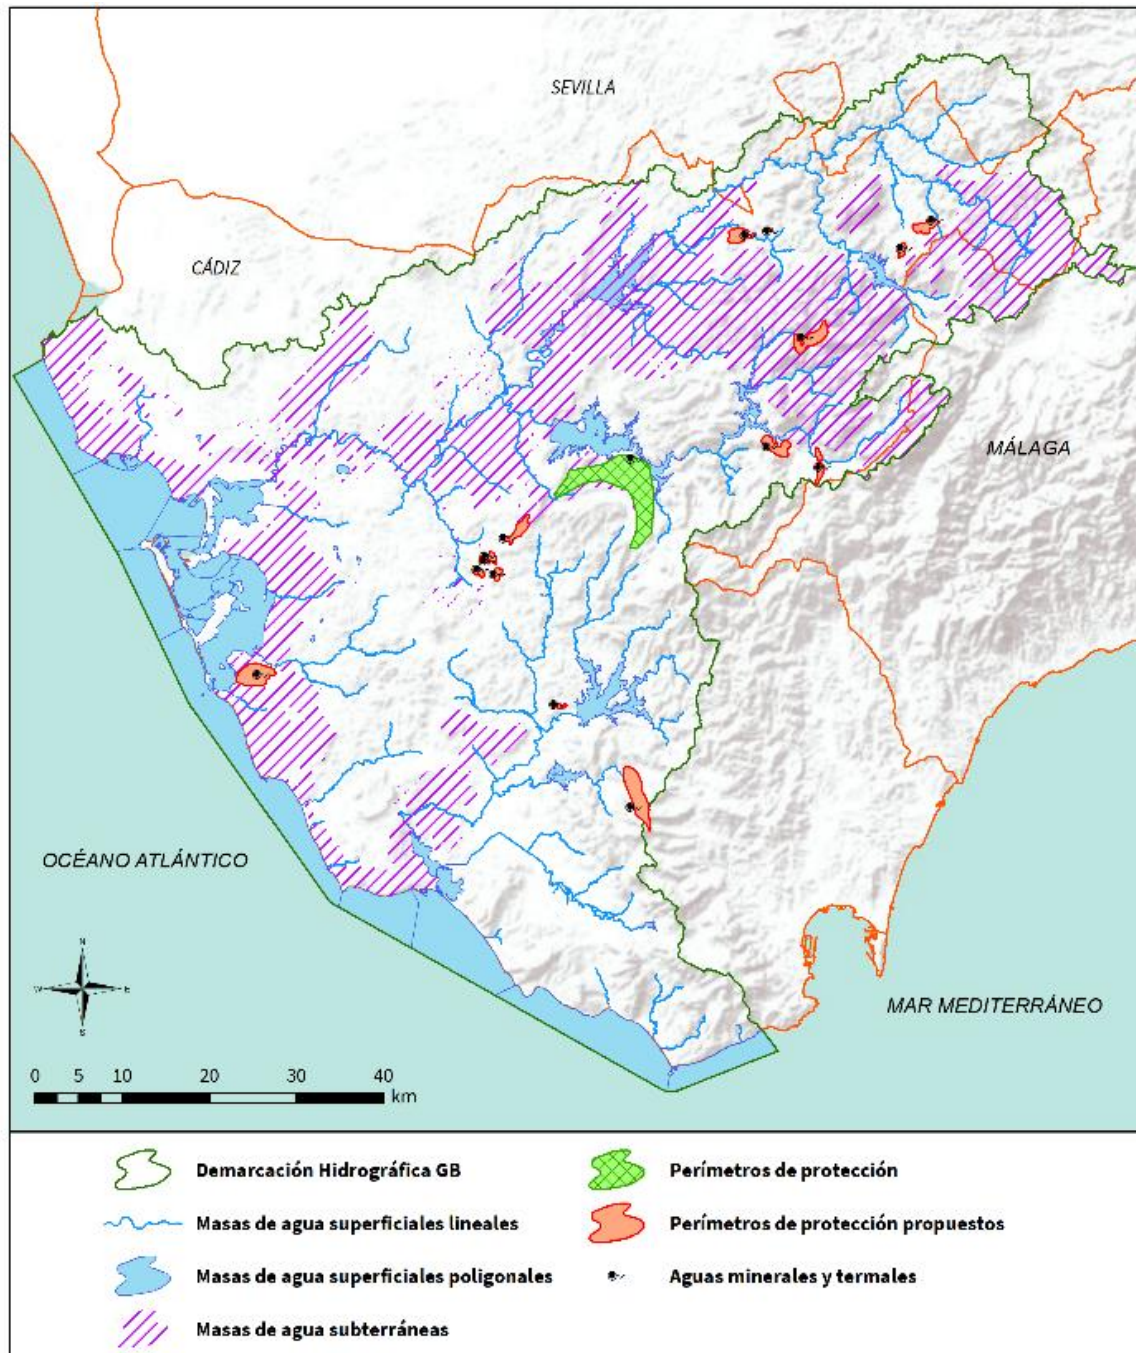 SEVILLA
CÁDIZ
MÁLAGA
OCÉANO ATLÁNTICO
N
W E
S
MAR MEDITERRÁNEO
0 5 10 20 30 40
km
Demarcación Hidrográfica GB
Perímetros de protección
Masas de agua superficiales lineales
Perímetros de protección propuestos
Masas de agua superficiales poligonales
Aguas minerales y termales
Masas de agua subterráneas